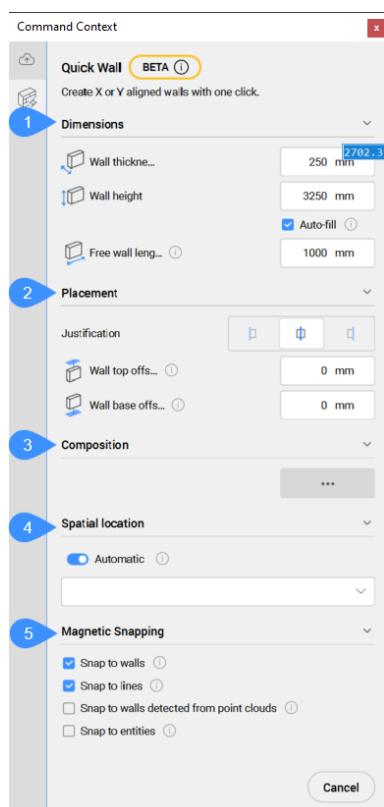 Command Context
x
Quick Wall BETA
Create X or Y aligned walls with one click.
1 Dimensions
2702.3
Wall thickne... 250 mm
Wall height 3250 mm
Auto-fill
Free wall leng... 1000 mm
2 Placement
Justification
Wall top offs... 0 mm
Wall base offs... 0 mm
3 Composition
...
4 Spatial location
Automatic
5 Magnetic Snapping
Snap to walls
Snap to lines
Snap to walls detected from point clouds
Snap to entities
Cancel